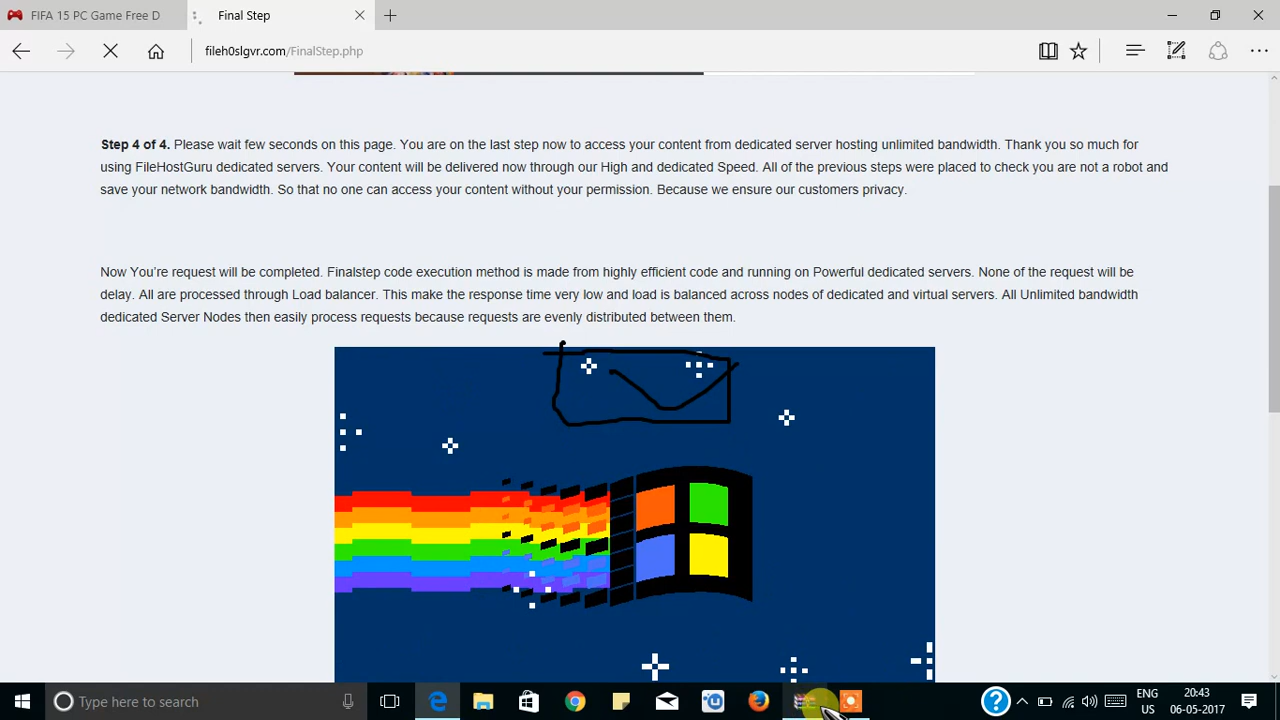 FIFA 15 PC Game Free D
Final Step
fileh0slgvr.com/FinalStep.php
Step 4 of 4. Please wait few seconds on this page. You are on the last step now to access your content from dedicated server hosting unlimited bandwidth. Thank you so much for
using FileHostGuru dedicated servers. Your content will be delivered now through our High and dedicated Speed. All of the previous steps were placed to check you are not a robot and
save your network bandwidth. So that no one can access your content without your permission. Because we ensure our customers privacy.
Now You're request will be completed. Finalstep code execution method is made from highly efficient code and running on Powerful dedicated servers. None of the request will be
delay. All are processed through Load balancer. This make the response time very low and load is balanced across nodes of dedicated and virtual servers. All Unlimited bandwidth
dedicated Server Nodes then easily process requests because requests are evenly distributed between them.
Type here to search
ENG 20:43
IN 06-05-2017